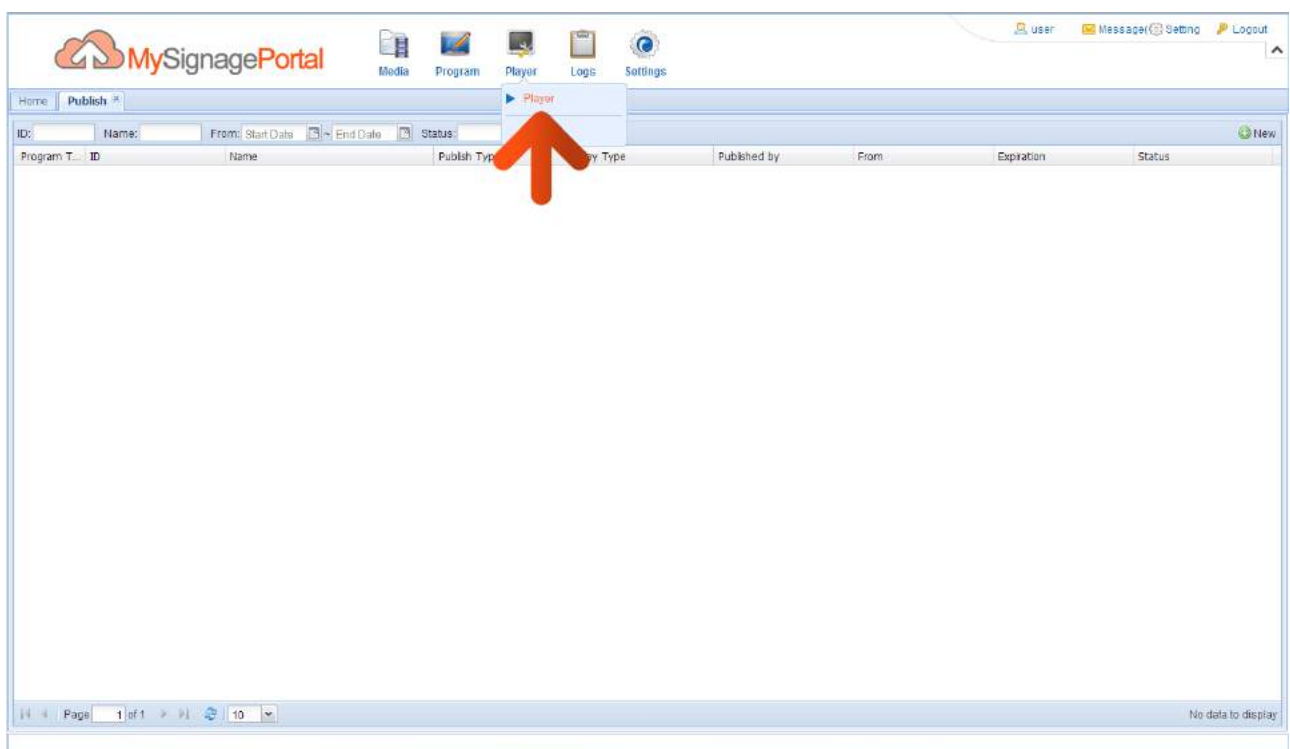 MySignagePortal
Media Program Player Logs Settings
user Message( Setting Logout
Player
Home Publish
ID: Name: From: Start Date ~ End Date Status: New
Program T... ID Name Publish Typ ay Type Published by From Expiration Status
Page 1 of 1 10 No data to display